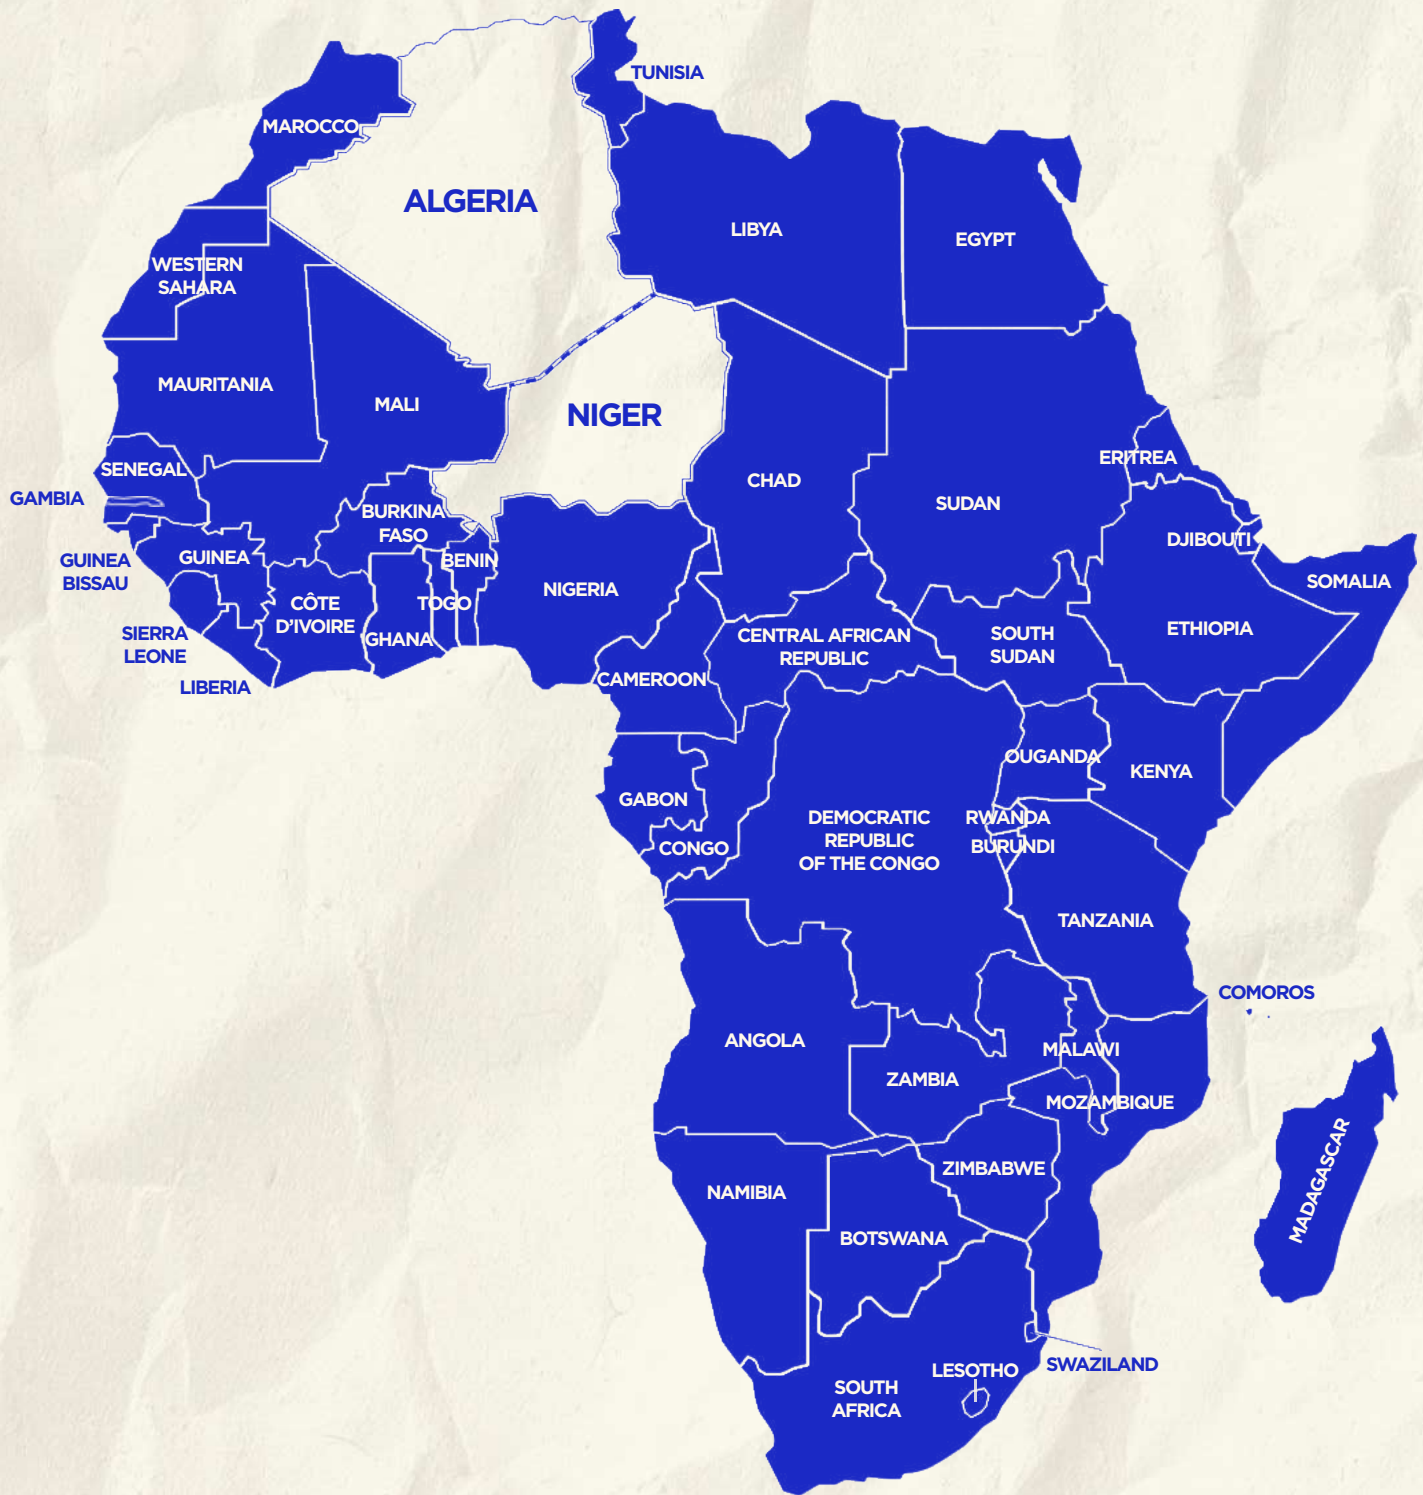 TUNISIA
MAROCCO
ALGERIA
LIBYA
EGYPT
WESTERN
SAHARA
MAURITANIA
MALI
NIGER
SENEGAL
GAMBIA
CHAD
SUDAN
ERITREA
BURKINA
FASO
GUINEA
BISSAU
GUINEA
BENIN
DJIBOUTI
SOMALIA
NIGERIA
CÔTE
D'IVOIRE
TOGO
GHANA
SIERRA
LEONE
LIBERIA
CENTRAL AFRICAN
REPUBLIC
SOUTH
SUDAN
ETHIOPIA
CAMEROON
OUGANDA
KENYA
GABON
CONGO
DEMOCRATIC
REPUBLIC
OF THE CONGO
RWANDA
BURUNDI
TANZANIA
COMOROS
ANGOLA
MALAWI
ZAMBIA
MOZAMBIQUE
MADAGASCAR
ZIMBABWE
NAMIBIA
BOTSWANA
SWAZILAND
LESOTHO
SOUTH
AFRICA